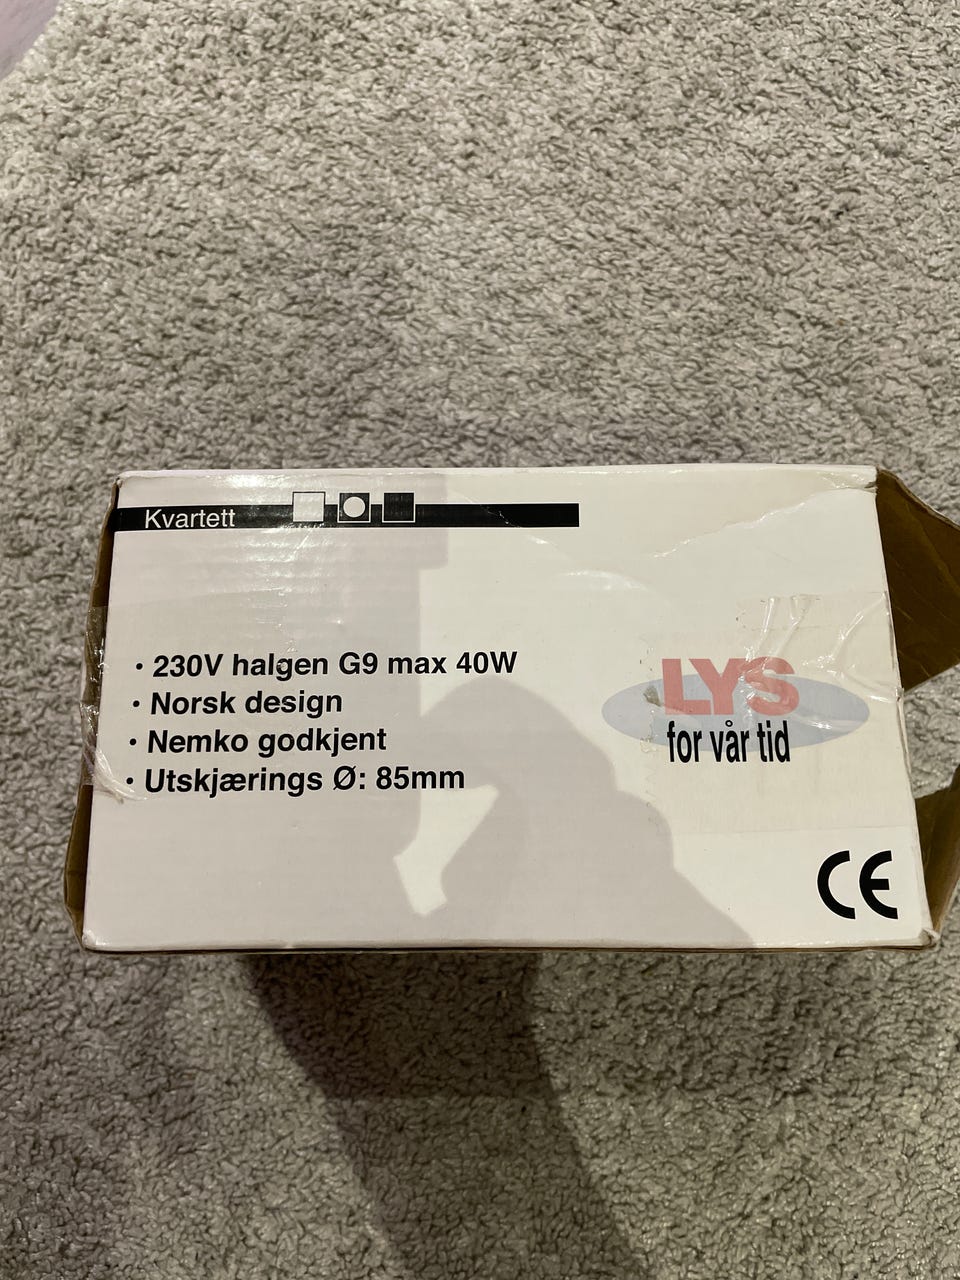 Kvartett
• 230V halgen G9 max 40W
• Norsk design
• Nemko godkjent
• Utskjærings Ø: 85mm
LYS
for vår tid
CE